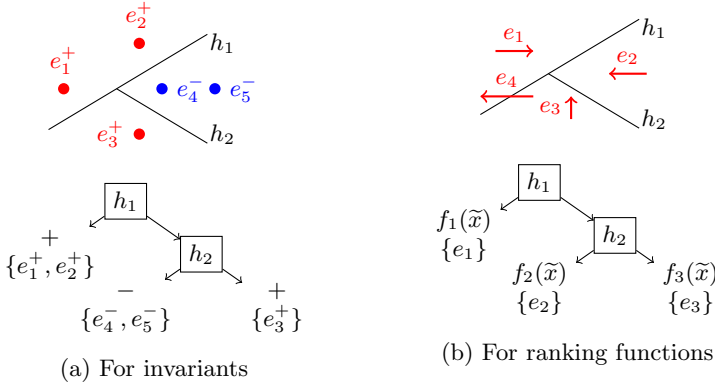 e₂⁺
h₁
e₁⁺
e₄⁻ e₅⁻
e₃⁺
h₂
h₁
+
{e₁⁺, e₂⁺}
h₂
−
{e₄⁻, e₅⁻}
+
{e₃⁺}
(a) For invariants
h₁
e₁
e₂
e₄
e₃
h₂
h₁
f₁(x̃)
{e₁}
h₂
f₂(x̃)
{e₂}
f₃(x̃)
{e₃}
(b) For ranking functions